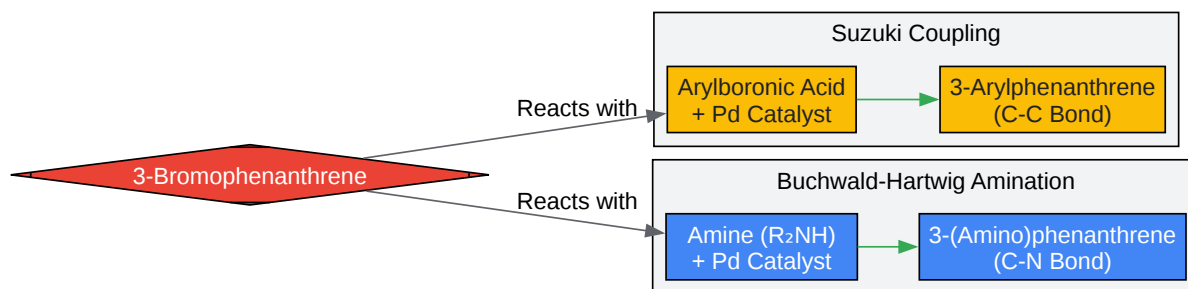 Suzuki Coupling
Reacts with
Arylboronic Acid
+ Pd Catalyst
3-Arylphenanthrene
(C-C Bond)
3-Bromophenanthrene
Buchwald-Hartwig Amination
Reacts with
Amine (R₂NH)
+ Pd Catalyst
3-(Amino)phenanthrene
(C-N Bond)